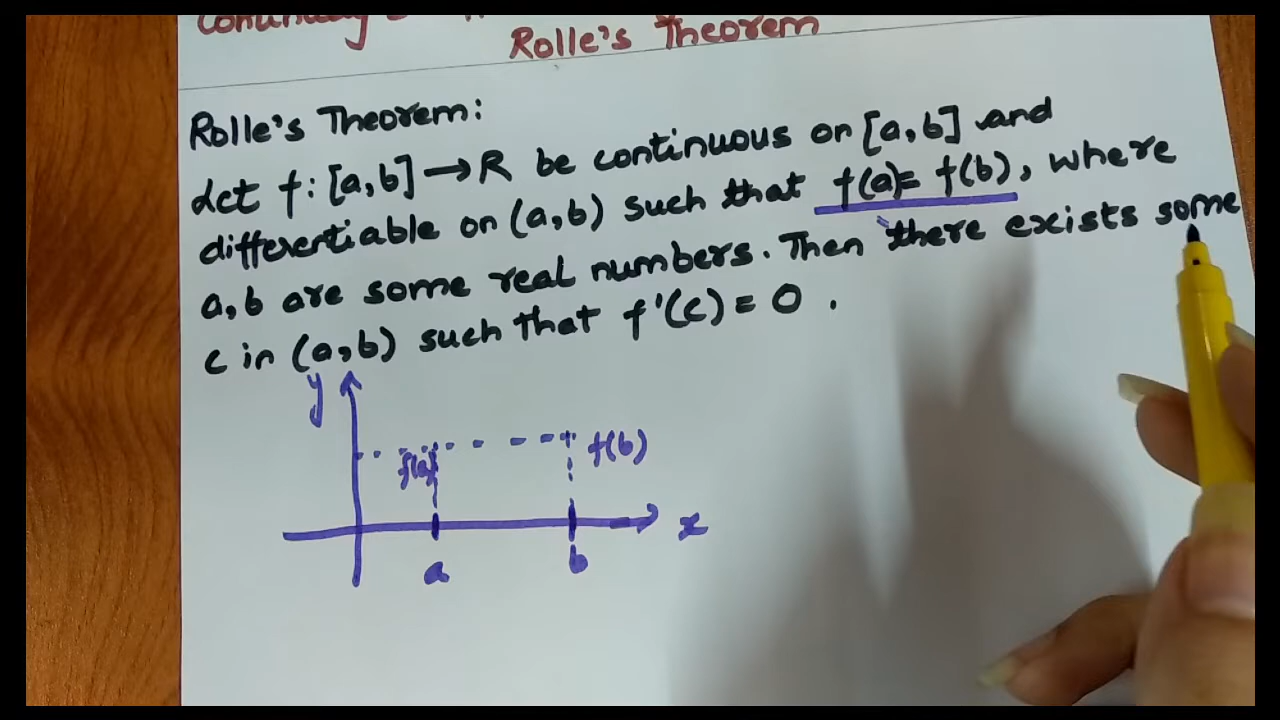 Rolle's Theorem
Rolle's Theorem:
Let f: [a,b] → R be continuous on [a,b] and
differentiable on (a,b) such that f(a) = f(b), where
a,b are some real numbers. Then there exists some
c in (a,b) such that f'(c) = 0.
y
f(a)
f(b)
x
a
b